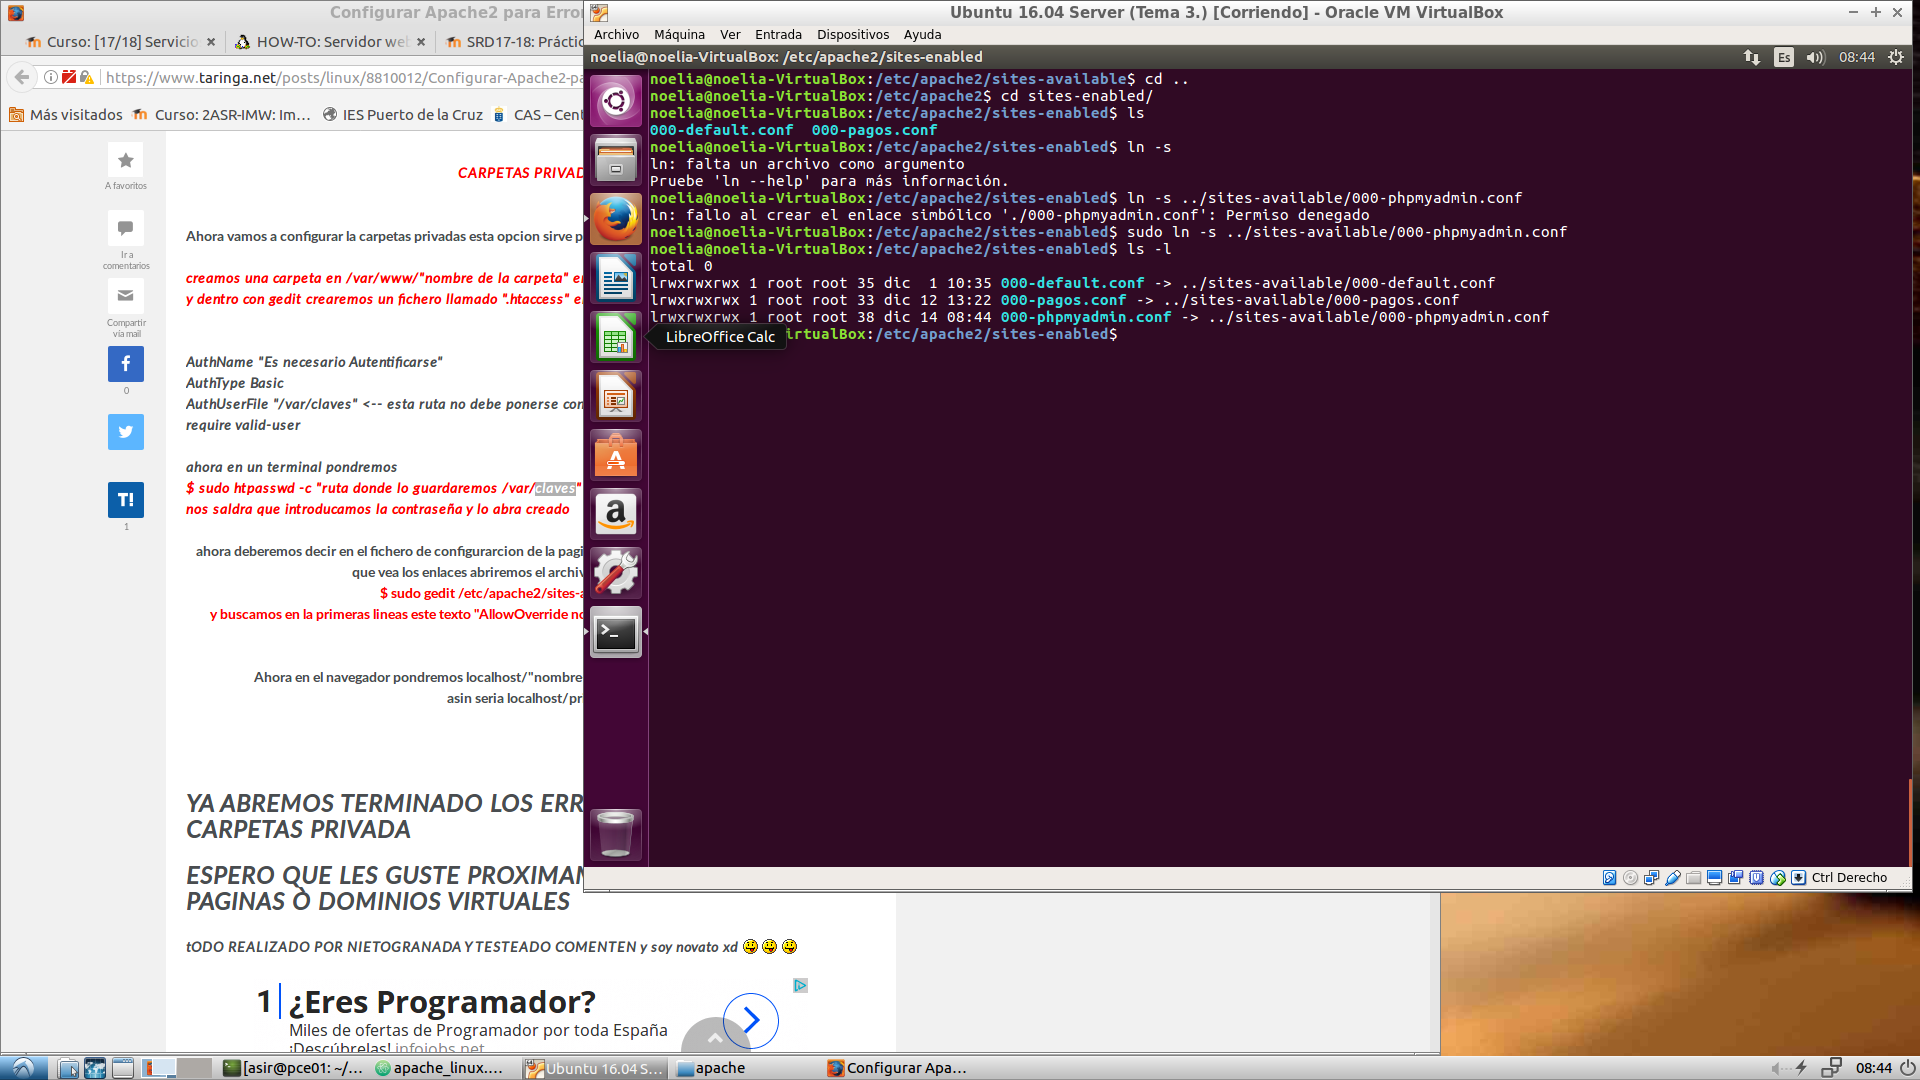 Configurar Apache2 para Erro
Curso: [17/18] Servicio
HOW-TO: Servidor we
SRD17-18: Práctic
https://www.taringa.net/posts/linux/8810012/Configurar-Apache2-pa
Más visitados
Curso: 2ASR-IMW: Im...
IES Puerto de la Cruz
CAS – Cent
A favoritos
Ir a
comentarios
Compartir
vía mail
f
0
T!
1
CARPETAS PRIVAD
Ahora vamos a configurar la carpetas privadas esta opcion sirve p
creamos una carpeta en /var/www/"nombre de la carpeta" en
y dentro con gedit crearemos un fichero llamado ".htaccess" e
AuthName "Es necesario Autentificarse"
AuthType Basic
AuthUserFile "/var/claves" <-- esta ruta no debe ponerse con
require valid-user
ahora en un terminal pondremos
$ sudo htpasswd -c "ruta donde lo guardaremos /var/claves"
nos saldra que introducamos la contraseña y lo abra creado
ahora deberemos decir en el fichero de configurarcion de la pagi
que vea los enlaces abriremos el archiv
$ sudo gedit /etc/apache2/sites-a
y buscamos en la primeras lineas este texto "AllowOverride no
Ahora en el navegador pondremos localhost/"nombre
asin seria localhost/pr
YA ABREMOS TERMINADO LOS ERR
CARPETAS PRIVADA
ESPERO QUE LES GUSTE PROXIMAM
PAGINAS Ò DOMINIOS VIRTUALES
tODO REALIZADO POR NIETOGRANADA Y TESTEADO COMENTEN y soy novato xd
1
¿Eres Programador?
Miles de ofertas de Programador por toda España
¡Descúbrelas! infojobs.net
Ubuntu 16.04 Server (Tema 3.) [Corriendo] - Oracle VM VirtualBox
Archivo Máquina Ver Entrada Dispositivos Ayuda
noelia@noelia-VirtualBox: /etc/apache2/sites-enabled
Es
08:44
noelia@noelia-VirtualBox:/etc/apache2/sites-available$ cd ..
noelia@noelia-VirtualBox:/etc/apache2$ cd sites-enabled/
noelia@noelia-VirtualBox:/etc/apache2/sites-enabled$ ls
000-default.conf  000-pagos.conf
noelia@noelia-VirtualBox:/etc/apache2/sites-enabled$ ln -s
ln: falta un archivo como argumento
Pruebe 'ln --help' para más información.
noelia@noelia-VirtualBox:/etc/apache2/sites-enabled$ ln -s ../sites-available/000-phpmyadmin.conf
ln: fallo al crear el enlace simbólico './000-phpmyadmin.conf': Permiso denegado
noelia@noelia-VirtualBox:/etc/apache2/sites-enabled$ sudo ln -s ../sites-available/000-phpmyadmin.conf
noelia@noelia-VirtualBox:/etc/apache2/sites-enabled$ ls -l
total 0
lrwxrwxrwx 1 root root 35 dic  1 10:35 000-default.conf -> ../sites-available/000-default.conf
lrwxrwxrwx 1 root root 33 dic 12 13:22 000-pagos.conf -> ../sites-available/000-pagos.conf
lrwxrwxrwx 1 root root 38 dic 14 08:44 000-phpmyadmin.conf -> ../sites-available/000-phpmyadmin.conf
irtualBox:/etc/apache2/sites-enabled$
LibreOffice Calc
Ctrl Derecho
[asir@pce01: ~/...
apache_linux....
Ubuntu 16.04 S...
apache
Configurar Apa...
08:44